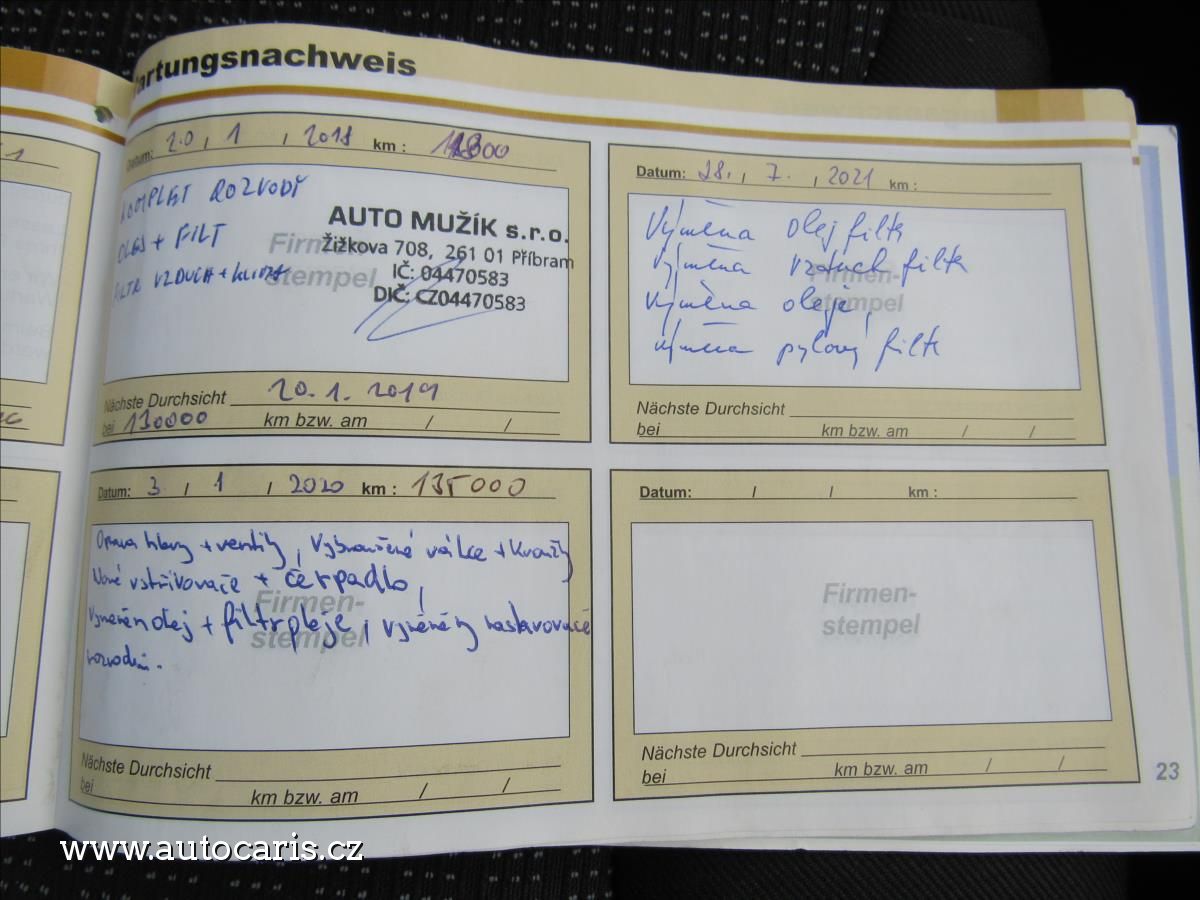 Wartungsnachweis
Datum: 20 , 1 , 2018 km :
KOMPLET ROZVODY
OLEJ + FILT
FILTR VZDUCH +
AUTO MUŽÍK s.r.o.
Žižkova 708, 261 01 Příbram
IČ: 04470583
DIČ: CZ04470583
Firmen-
stempel
Nächste Durchsicht 20. 1. 2019
bei 130000 km bzw. am / /
Datum: 28. , 7. , 2021 km :
Výměna olej filtr
Výměna vzduch filtr
Výměna oleje,
Výměna pylový filtr
Firmen-
stempel
Nächste Durchsicht
bei km bzw. am / /
Datum: 3 / 1 / 2020 km : 135000
Oprava hlavy + ventily, Vybroušené válce + kroužky
Nové vstřikovače + čerpadlo,
Vyměněn olej + filtr oleje, vyměněny nastavovače
rozvodů.
Firmen-
stempel
Nächste Durchsicht
bei km bzw. am / /
Datum: / / km :
Firmen-
stempel
Nächste Durchsicht
bei km bzw. am / /
23
www.autocaris.cz